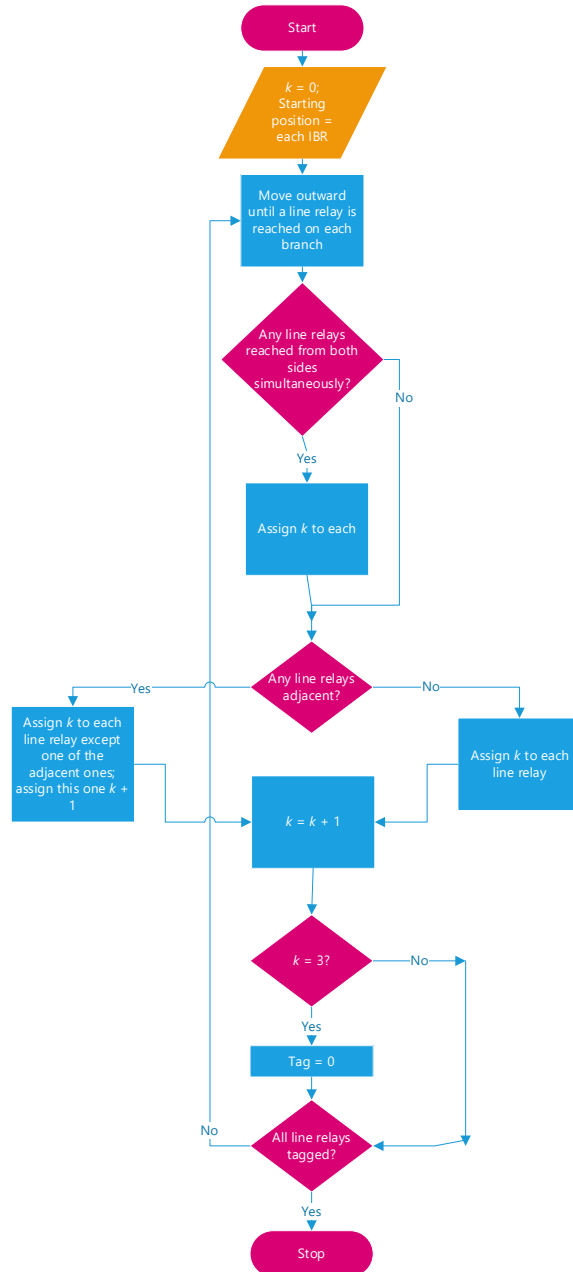 Start
k = 0;
Starting
position =
each IBR
Move outward
until a line relay is
reached on each
branch
Any line relays
reached from both
sides
simultaneously?
No
Yes
Assign k to each
Any line relays
adjacent?
Yes
No
Assign k to each
line relay except
one of the
adjacent ones;
assign this one k +
1
Assign k to each
line relay
k = k + 1
k = 3?
No
Yes
Tag = 0
All line relays
tagged?
No
Yes
Stop